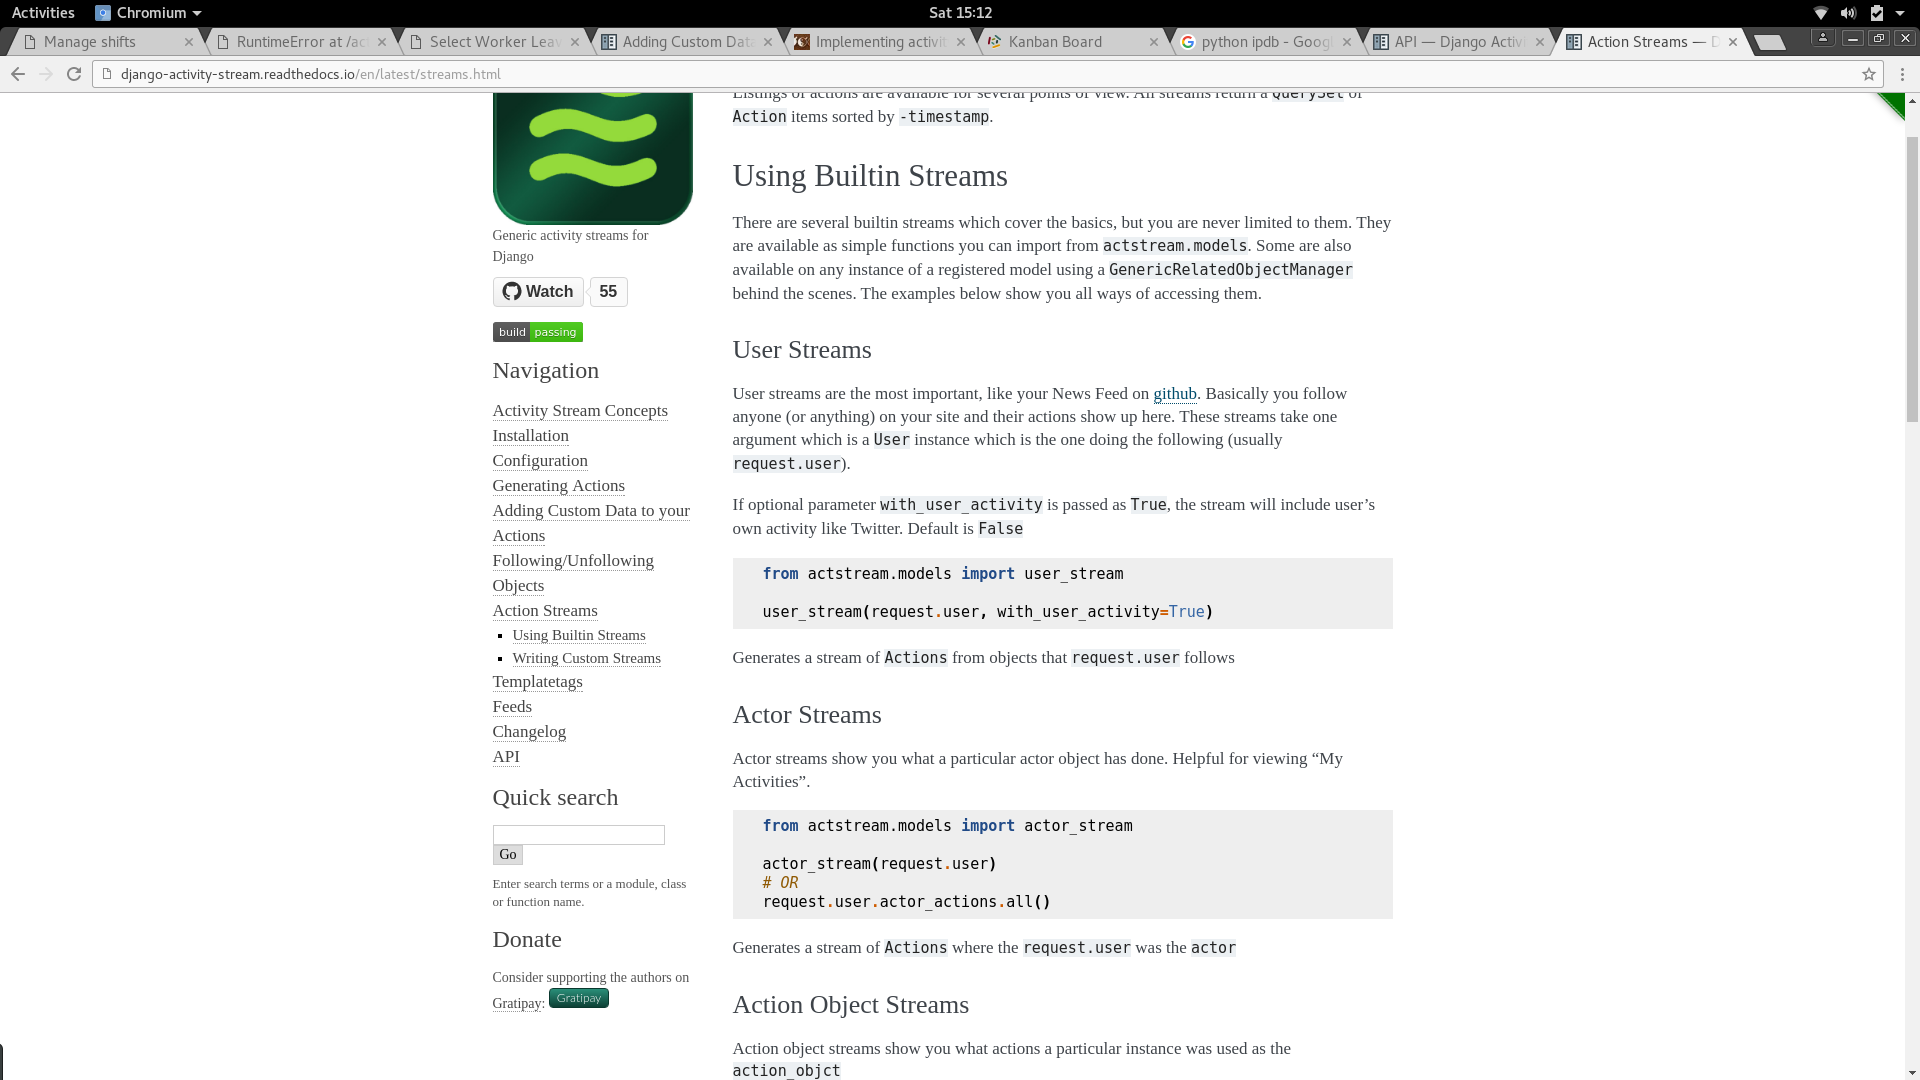 Activities Chromium Sat 15:12
Manage shifts RuntimeError at /ac Select Worker Leav Adding Custom Data Implementing activit Kanban Board python ipdb - Googl API — Django Activi Action Streams — D
django-activity-stream.readthedocs.io/en/latest/streams.html
Generic activity streams for
Django
Watch 55
build passing
Navigation
Activity Stream Concepts
Installation
Configuration
Generating Actions
Adding Custom Data to your
Actions
Following/Unfollowing
Objects
Action Streams
Using Builtin Streams
Writing Custom Streams
Templatetags
Feeds
Changelog
API
Quick search
Go
Enter search terms or a module, class
or function name.
Donate
Consider supporting the authors on
Gratipay: Gratipay
Listings of actions are available for several points of view. All streams return a QuerySet of
Action items sorted by -timestamp.
Using Builtin Streams
There are several builtin streams which cover the basics, but you are never limited to them. They
are available as simple functions you can import from actstream.models. Some are also
available on any instance of a registered model using a GenericRelatedObjectManager
behind the scenes. The examples below show you all ways of accessing them.
User Streams
User streams are the most important, like your News Feed on github. Basically you follow
anyone (or anything) on your site and their actions show up here. These streams take one
argument which is a User instance which is the one doing the following (usually
request.user).
If optional parameter with_user_activity is passed as True, the stream will include user’s
own activity like Twitter. Default is False
from actstream.models import user_stream
user_stream(request.user, with_user_activity=True)
Generates a stream of Actions from objects that request.user follows
Actor Streams
Actor streams show you what a particular actor object has done. Helpful for viewing “My
Activities”.
from actstream.models import actor_stream
actor_stream(request.user)
# OR
request.user.actor_actions.all()
Generates a stream of Actions where the request.user was the actor
Action Object Streams
Action object streams show you what actions a particular instance was used as the
action_objct